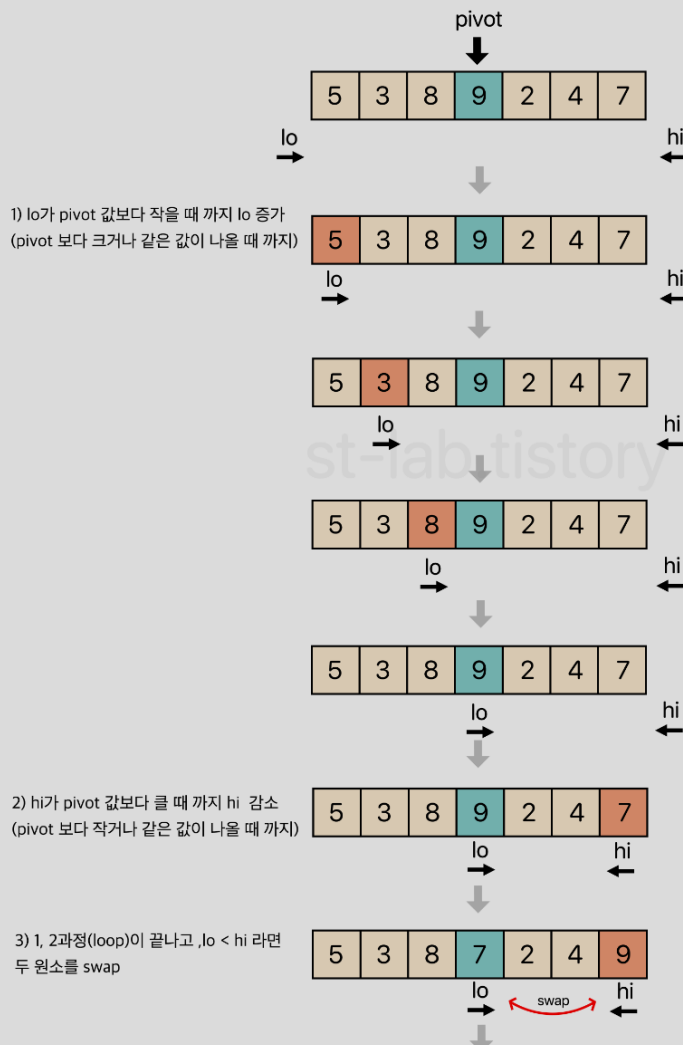 pivot
5 3 8 9 2 4 7
lo hi
1) lo가 pivot 값보다 작을 때 까지 lo 증가
(pivot 보다 크거나 같은 값이 나올 때 까지)
5 3 8 9 2 4 7
lo hi
5 3 8 9 2 4 7
lo hi
st-lab.tistory
5 3 8 9 2 4 7
lo hi
5 3 8 9 2 4 7
lo hi
2) hi가 pivot 값보다 클 때 까지 hi 감소
(pivot 보다 작거나 같은 값이 나올 때 까지)
5 3 8 9 2 4 7
lo hi
3) 1, 2과정(loop)이 끝나고 ,lo < hi 라면
두 원소를 swap
5 3 8 7 2 4 9
lo swap hi